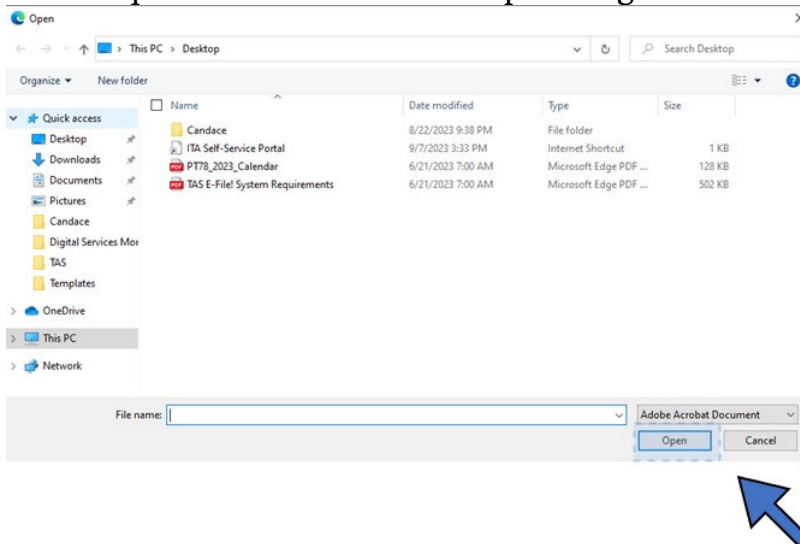 Open
This PC > Desktop
Search Desktop
Organize
New folder
Name
Date modified
Type
Size
Quick access
Desktop
Downloads
Documents
Pictures
Candace
Digital Services Mor
TAS
Templates
OneDrive
This PC
Network
Candace 8/22/2023 9:38 PM File folder
ITA Self-Service Portal 9/7/2023 3:33 PM Internet Shortcut 1 KB
PT78_2023_Calendar 6/21/2023 7:00 AM Microsoft Edge PDF ... 128 KB
TAS E-File! System Requirements 6/21/2023 7:00 AM Microsoft Edge PDF ... 502 KB
File name:
Adobe Acrobat Document
Open
Cancel